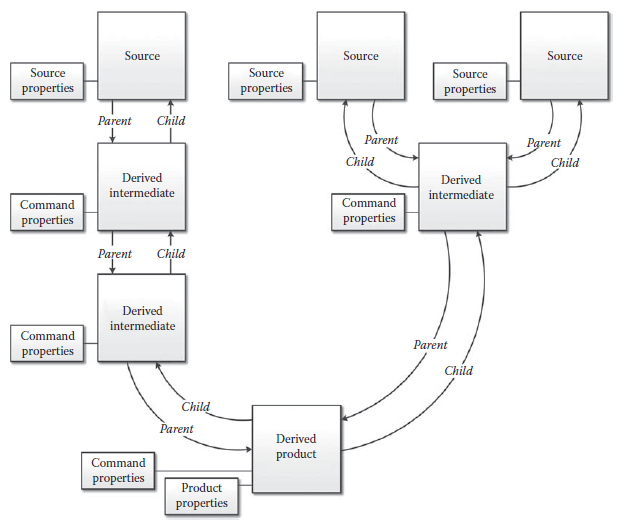 Source
Source
properties
Parent
Child
Source
Source
properties
Source
Source
properties
Parent
Child
Parent
Child
Derived
intermediate
Command
properties
Derived
intermediate
Command
properties
Parent
Child
Derived
intermediate
Command
properties
Parent
Child
Child
Parent
Derived
product
Command
properties
Product
properties